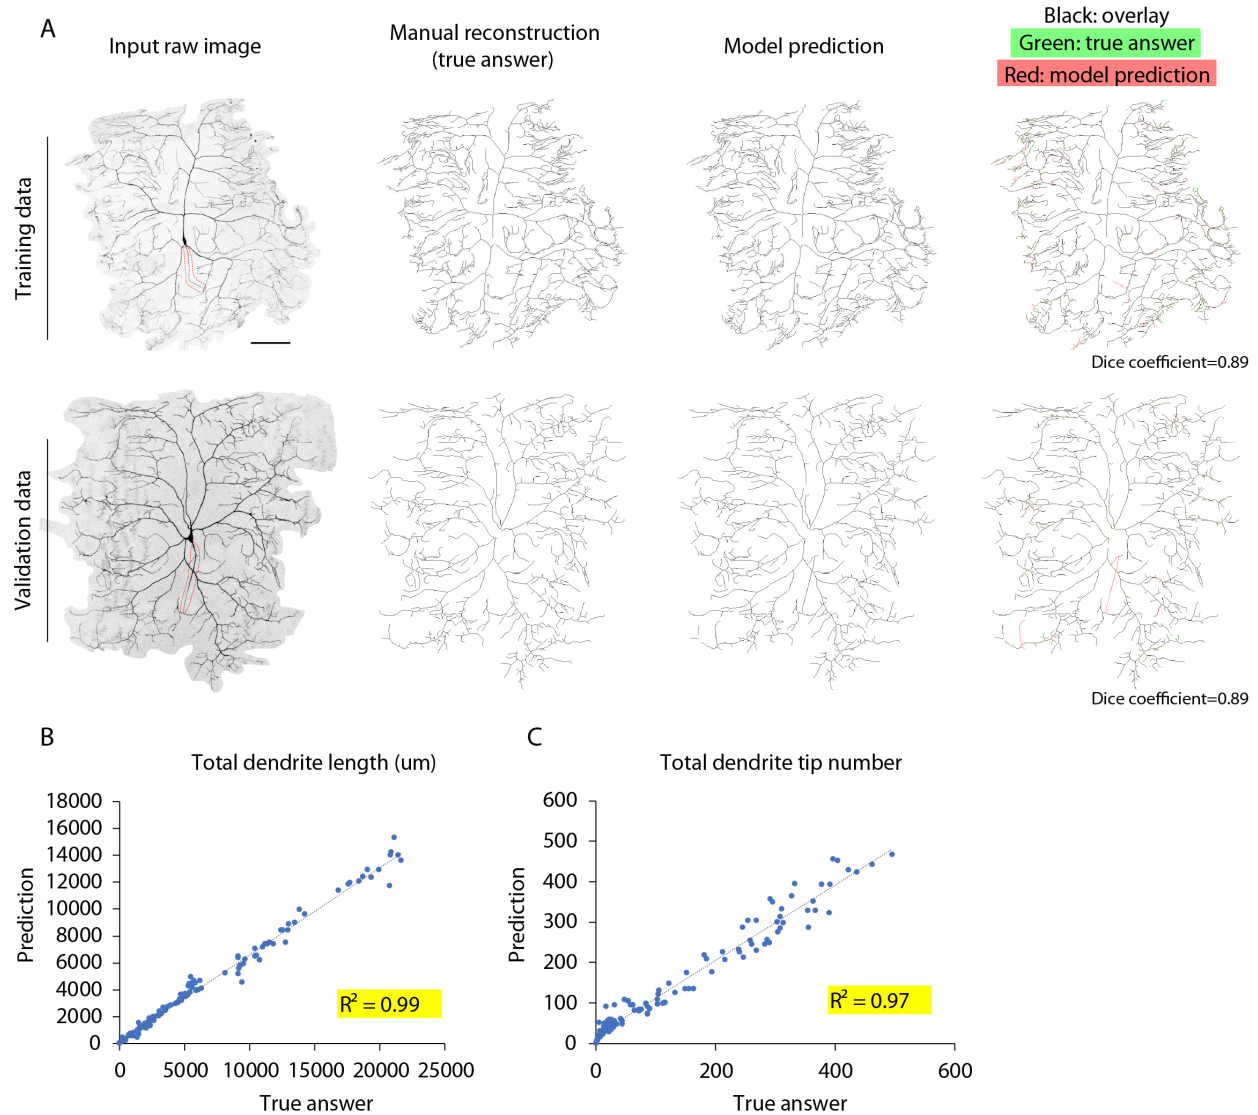 A
Input raw image
Manual reconstruction
(true answer)
Model prediction
Black: overlay
Green: true answer
Red: model prediction
Training data
Dice coefficient=0.89
Validation data
Dice coefficient=0.89
B
Total dendrite length (um)
18000
16000
14000
12000
10000
8000
6000
4000
2000
0
Prediction
R² = 0.99
0 5000 10000 15000 20000 25000
True answer
C
Total dendrite tip number
600
500
400
300
200
100
0
Prediction
R² = 0.97
0 200 400 600
True answer